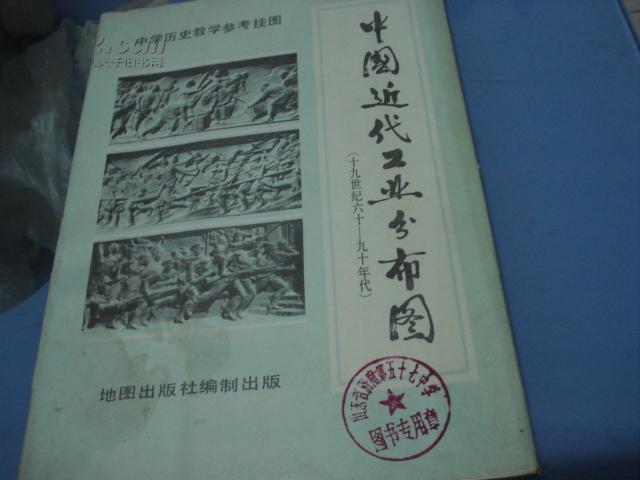 中学历史教学参考挂图
中国近代工业分布图
(十九世纪六十—九十年代)
地图出版社编制出版
图书专用章